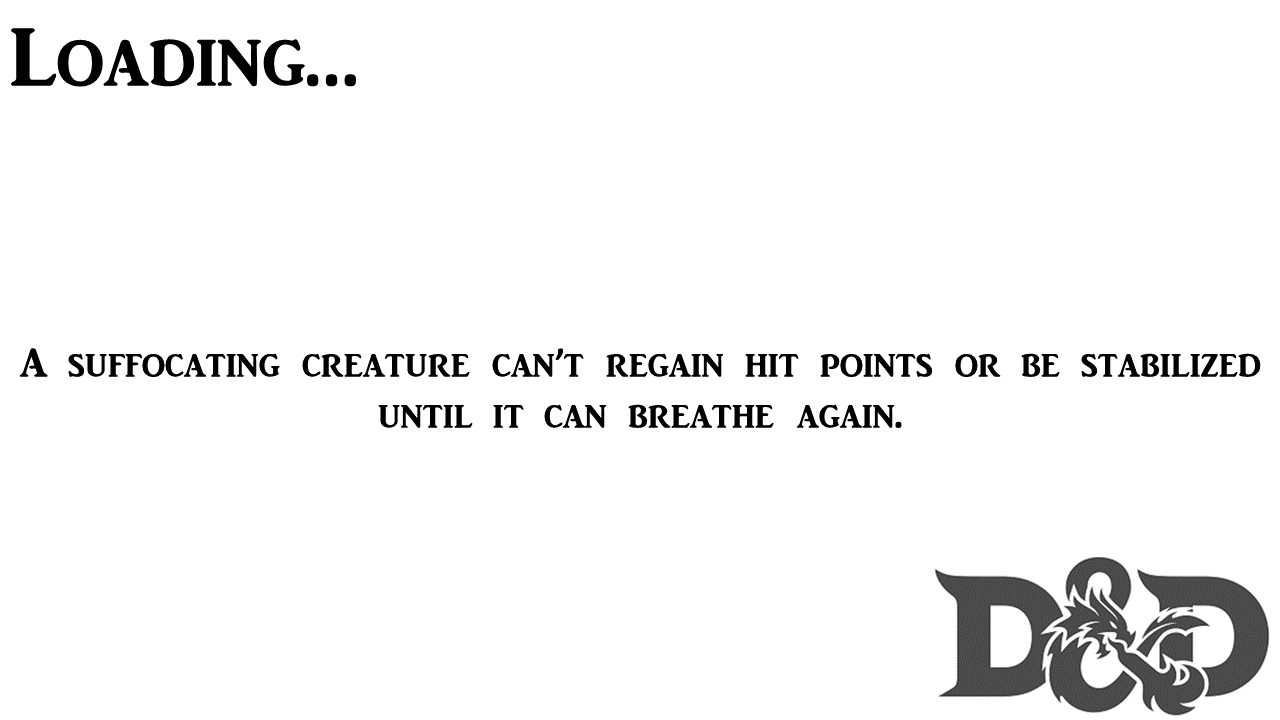 Loading...
A suffocating creature can't regain hit points or be stabilized
until it can breathe again.
D&D